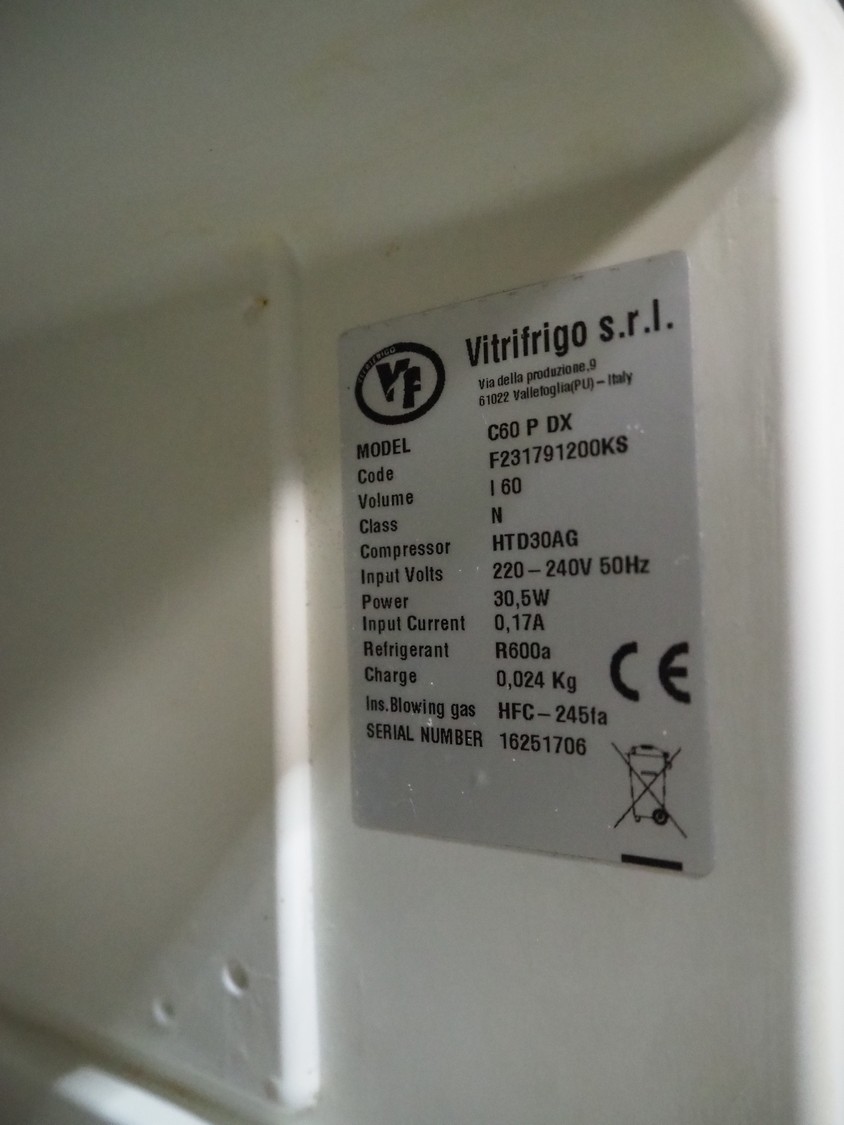 Vitrifrigo s.r.l.
Via della produzione,9
61022 Vallefoglia(PU) – Italy
VF
MODEL C60 P DX
Code F231791200KS
Volume l 60
Class N
Compressor HTD30AG
Input Volts 220 – 240V 50Hz
Power 30,5W
Input Current 0,17A
Refrigerant R600a
Charge 0,024 Kg
Ins.Blowing gas HFC – 245fa
SERIAL NUMBER 16251706
CE